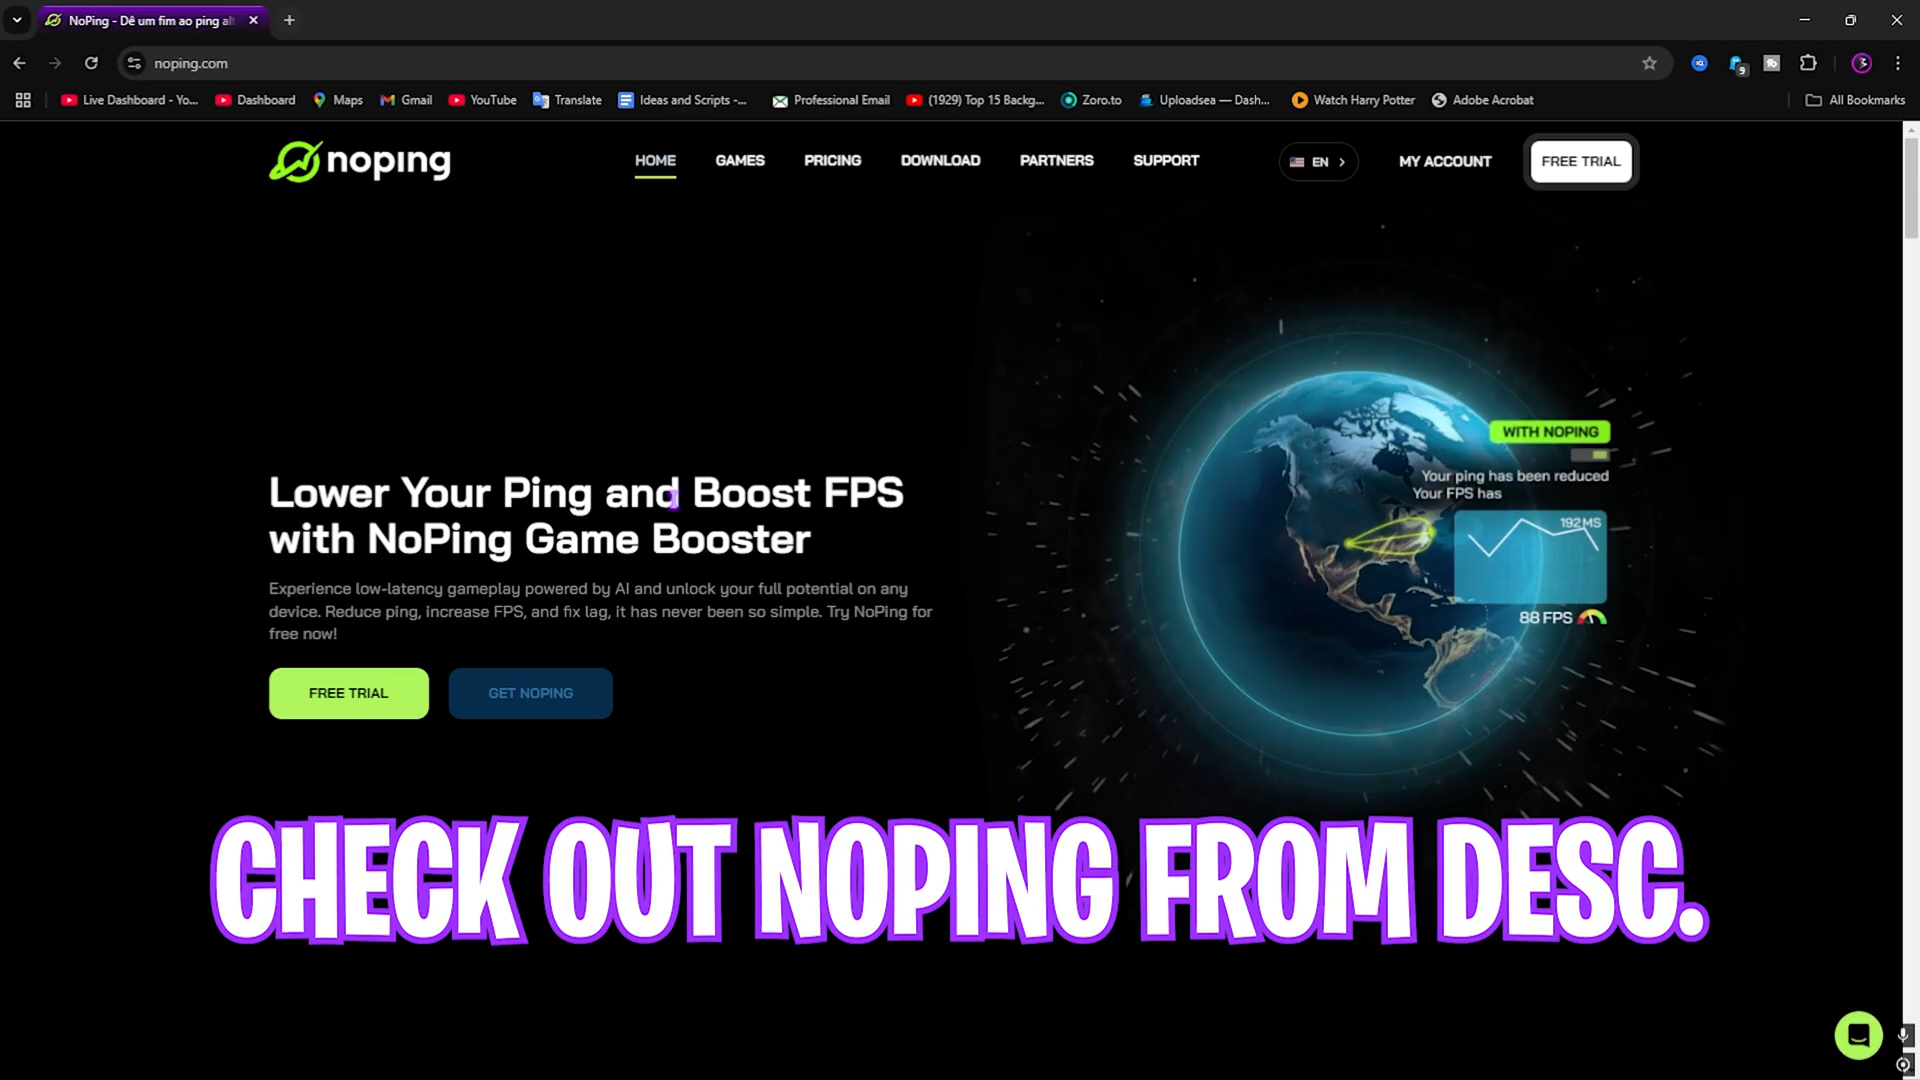 NoPing - Dê um fim ao ping al
noping.com
9
Live Dashboard - Yo...
Dashboard
Maps
Gmail
YouTube
Translate
Ideas and Scripts -...
Professional Email
(1929) Top 15 Backg...
Zoro.to
Uploadsea — Dash...
Watch Harry Potter
Adobe Acrobat
All Bookmarks
noping
HOME
GAMES
PRICING
DOWNLOAD
PARTNERS
SUPPORT
EN
MY ACCOUNT
FREE TRIAL
WITH NOPING
Your ping has been reduced
Your FPS has
192MS
88 FPS
Lower Your Ping and Boost FPS
with NoPing Game Booster
Experience low-latency gameplay powered by AI and unlock your full potential on any
device. Reduce ping, increase FPS, and fix lag, it has never been so simple. Try NoPing for
free now!
FREE TRIAL
GET NOPING
CHECK OUT NOPING FROM DESC.